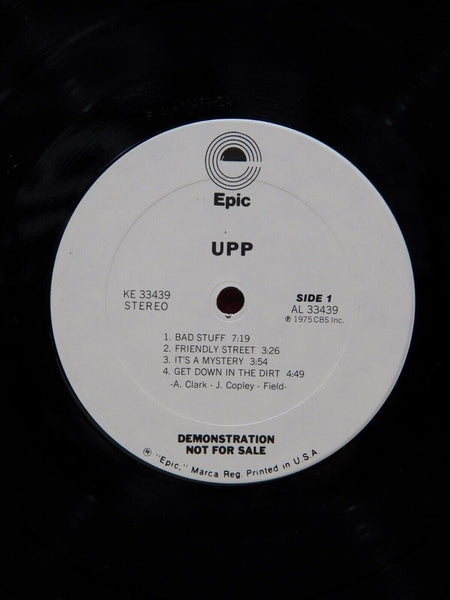 Epic
UPP
KE 33439
STEREO
SIDE 1
AL 33439
℗ 1975 CBS Inc.
1. BAD STUFF 7:19
2. FRIENDLY STREET 3:26
3. IT'S A MYSTERY 3:54
4. GET DOWN IN THE DIRT 4:49
-A. Clark - J. Copley - Field-
DEMONSTRATION
NOT FOR SALE
® "Epic," Marca Reg. Printed in U.S.A.